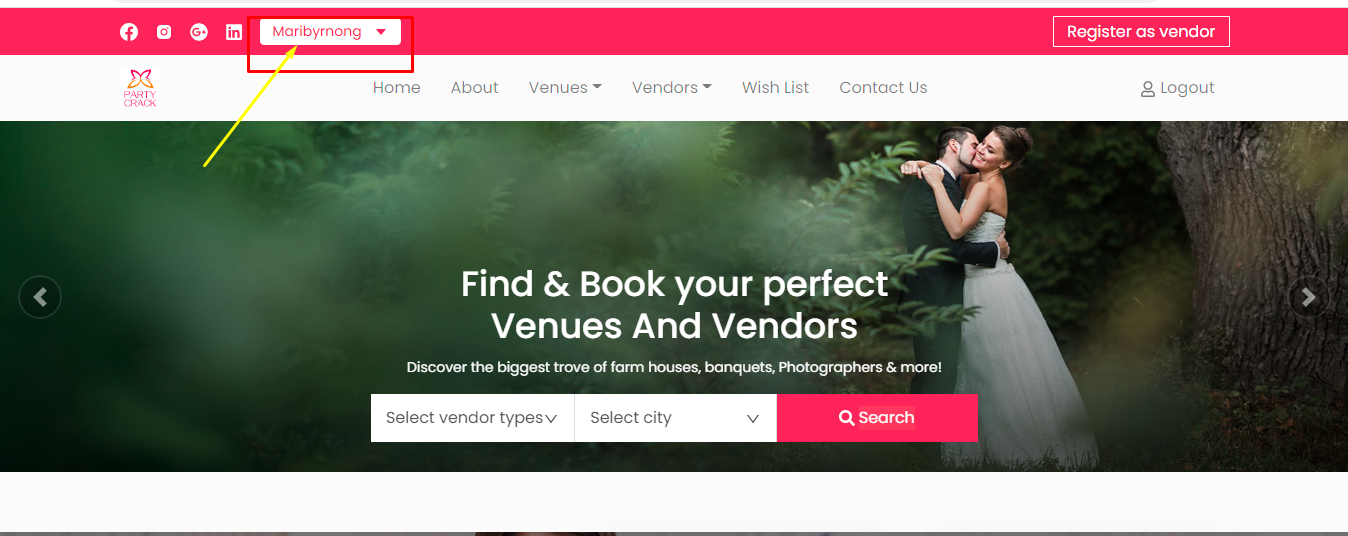 Maribyrnong
Register as vendor
PARTY
CRACK
Home About Venues Vendors Wish List Contact Us Logout
Find & Book your perfect
Venues And Vendors
Discover the biggest trove of farm houses, banquets, Photographers & more!
Select vendor types Select city Search